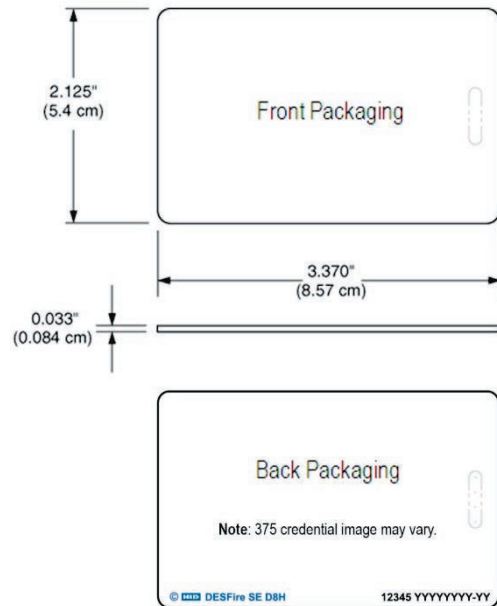 2.125"
(5.4 cm)
Front Packaging
3.370"
(8.57 cm)
0.033"
(0.084 cm)
Back Packaging
Note: 375 credential image may vary.
© HID DESFire SE D8H 12345 YYYYYYYY-YY